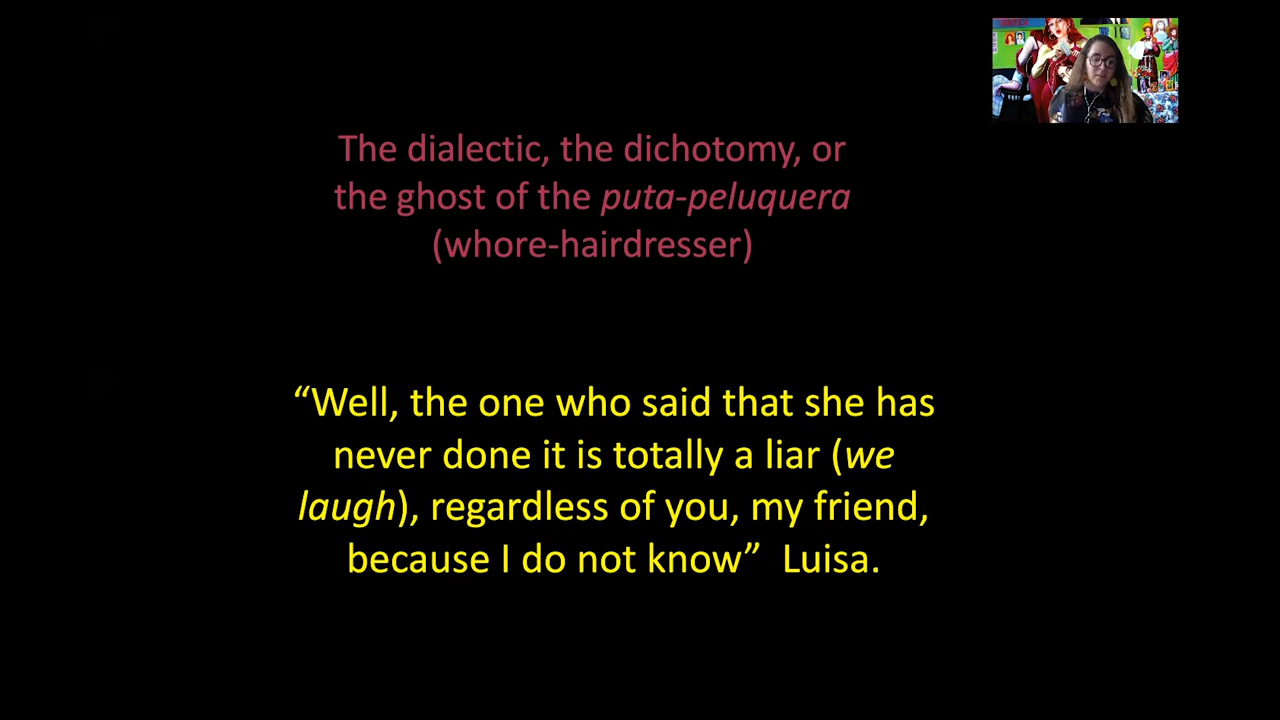 The dialectic, the dichotomy, or
the ghost of the puta-peluquera
(whore-hairdresser)
“Well, the one who said that she has
never done it is totally a liar (we
laugh), regardless of you, my friend,
because I do not know” Luisa.